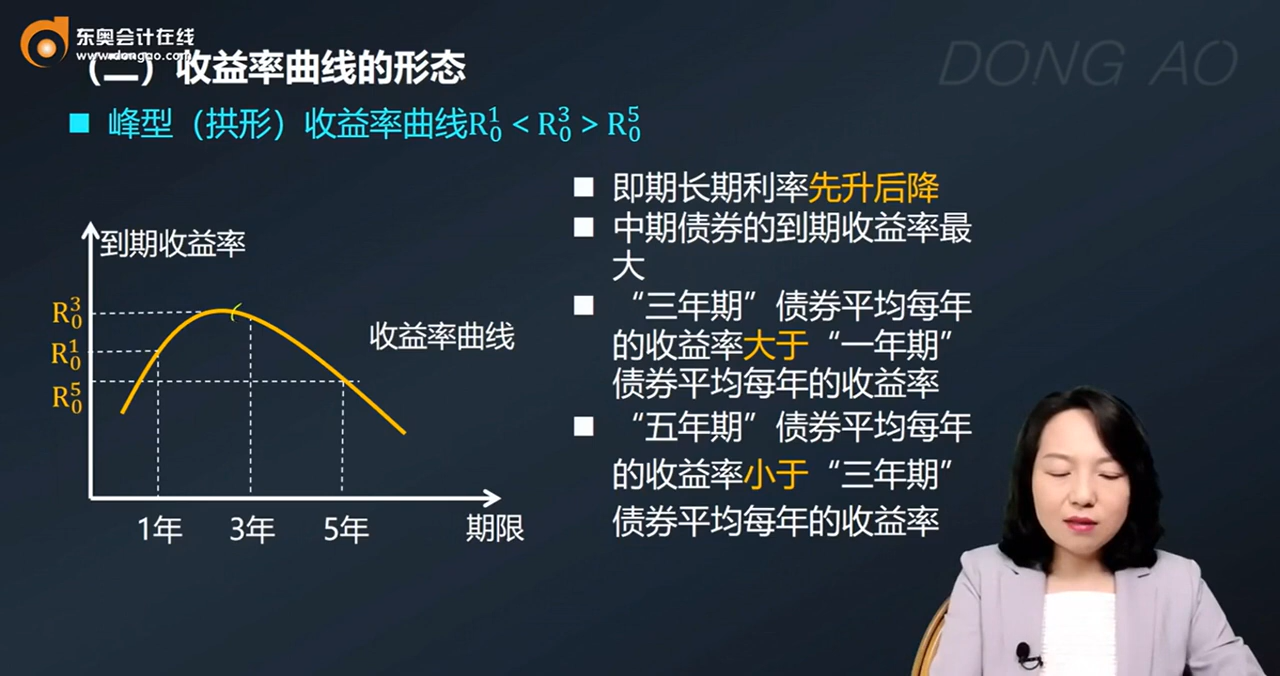 东奥会计在线
www.dongao.com
DONG AO
（二）收益率曲线的形态
■ 峰型（拱形）收益率曲线R₀¹ < R₀³ > R₀⁵
■ 即期长期利率先升后降
■ 中期债券的到期收益率最
大
■ “三年期”债券平均每年
的收益率大于“一年期”
债券平均每年的收益率
■ “五年期”债券平均每年
的收益率小于“三年期”
债券平均每年的收益率
到期收益率
R₀³
R₀¹
R₀⁵
收益率曲线
1年 3年 5年 期限